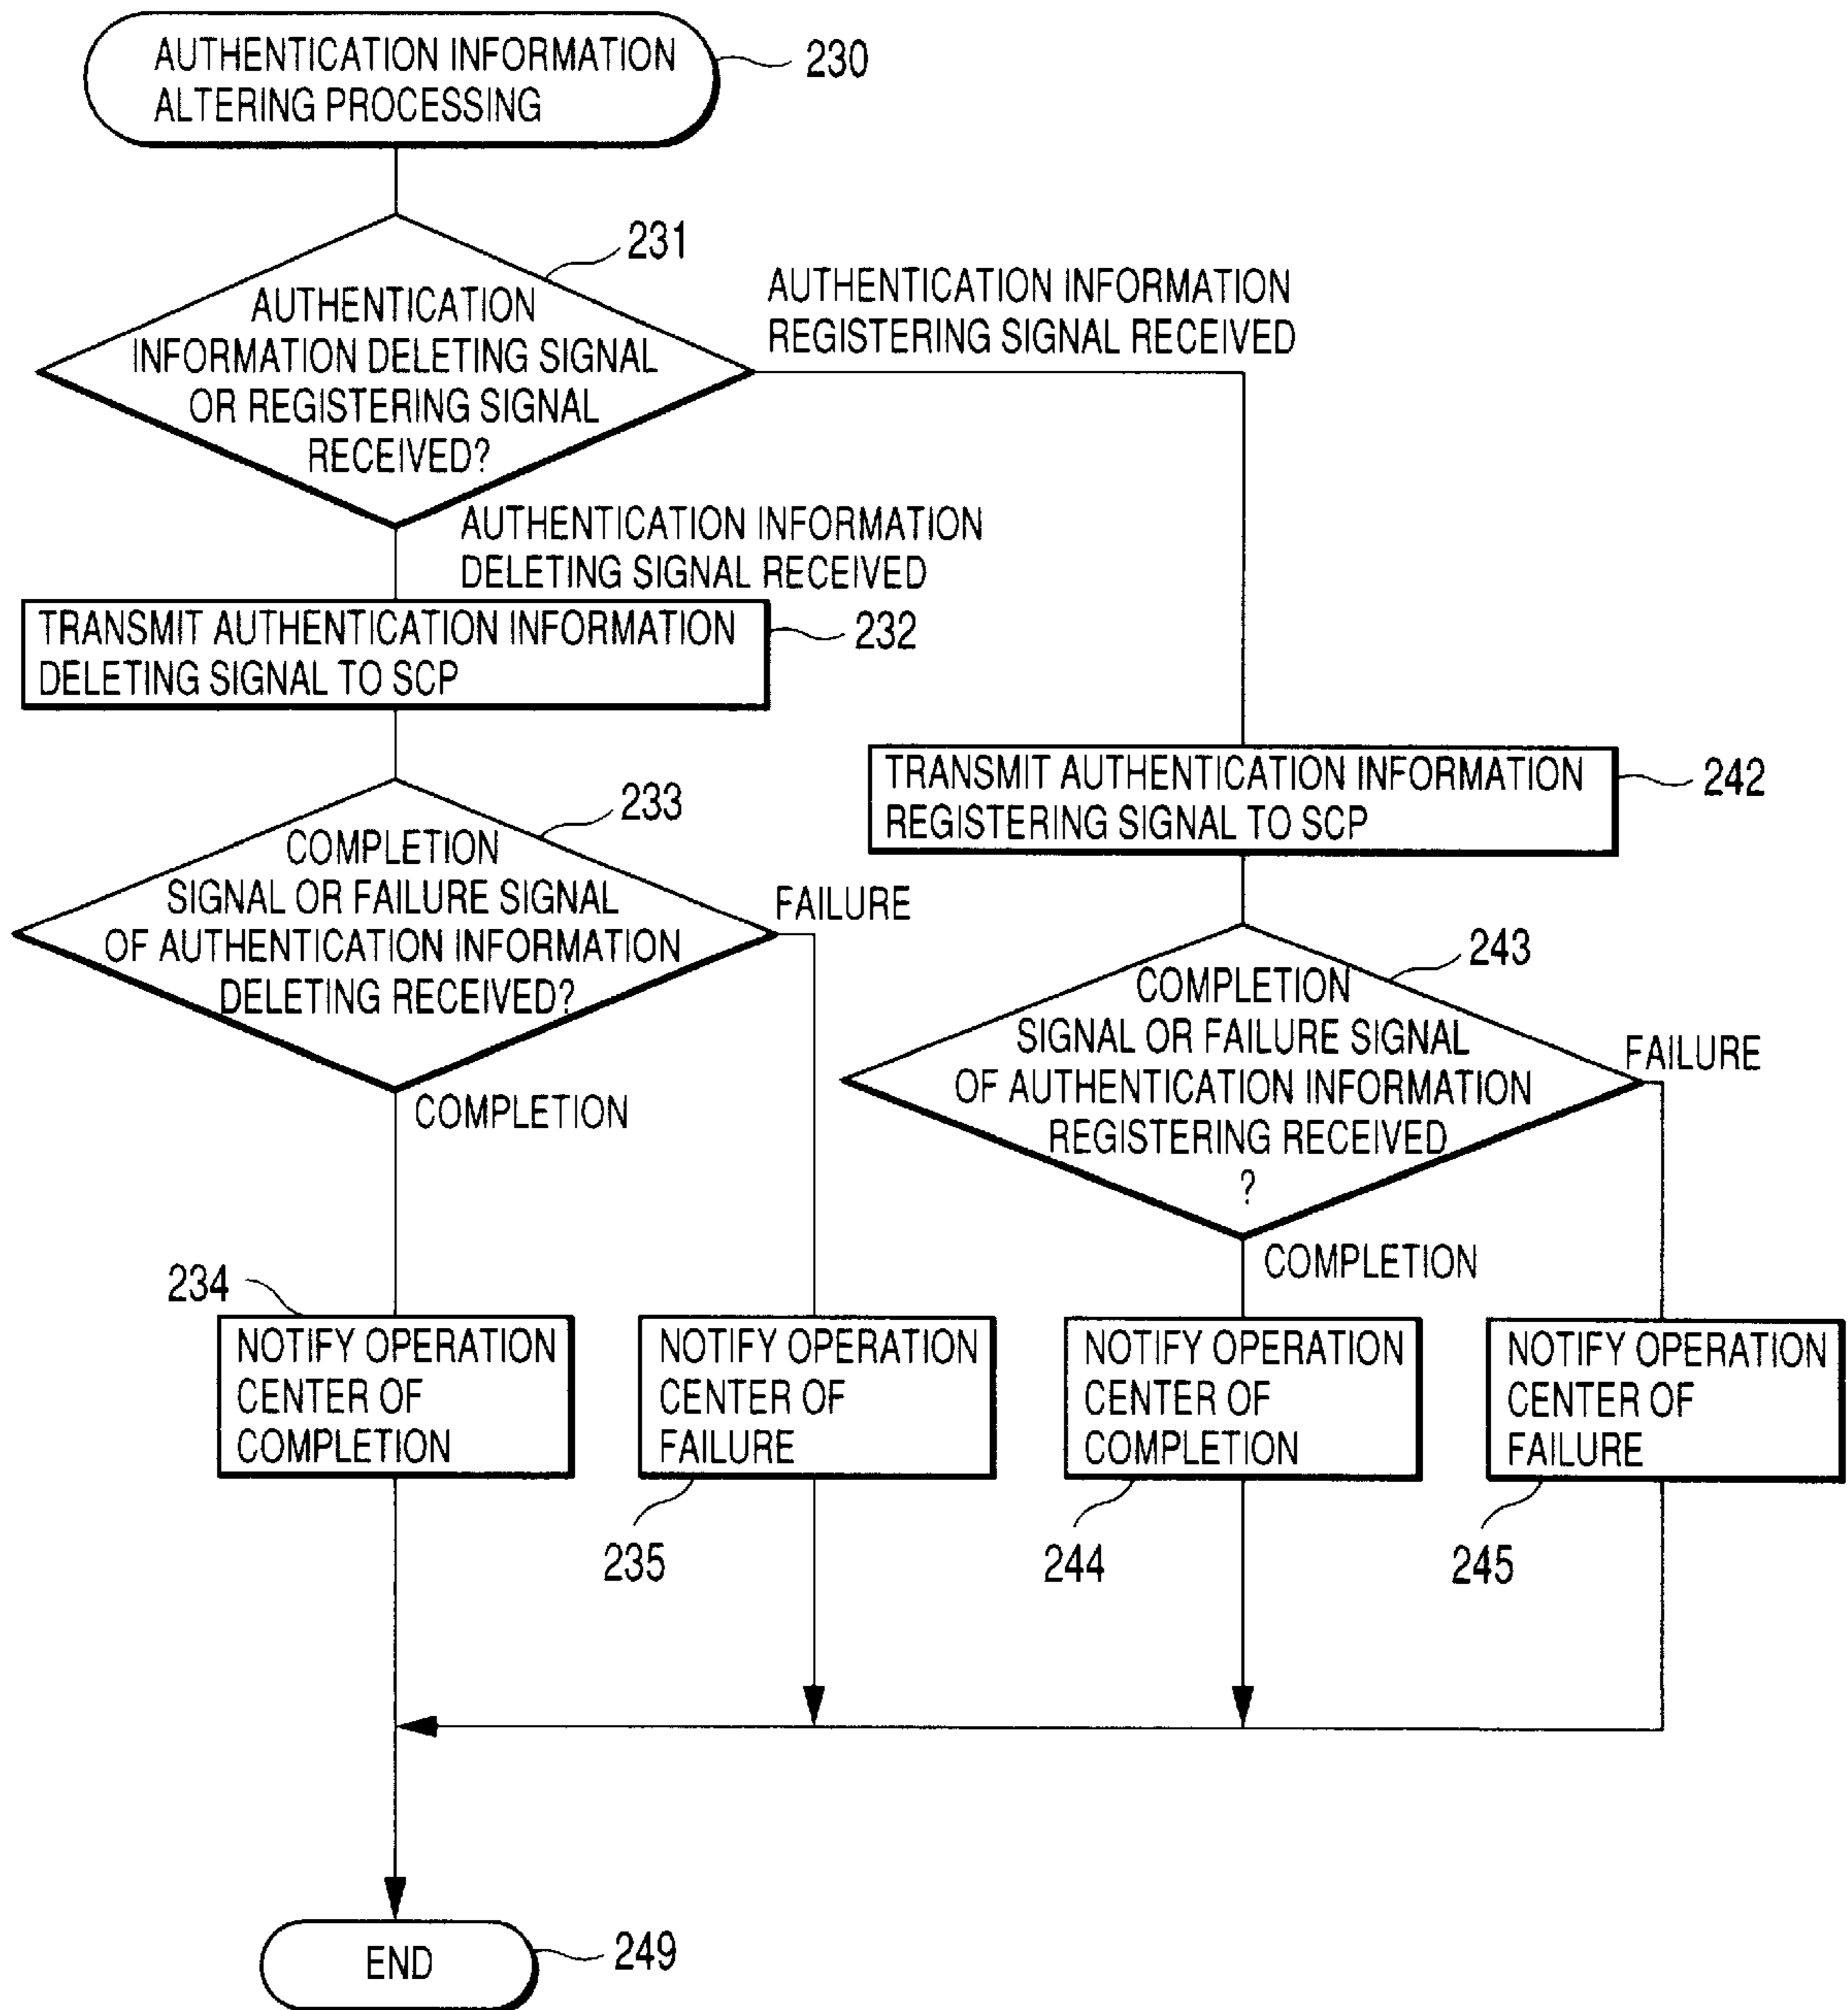 AUTHENTICATION INFORMATION
ALTERING PROCESSING
230
231
AUTHENTICATION
INFORMATION DELETING SIGNAL
OR REGISTERING SIGNAL
RECEIVED?
AUTHENTICATION INFORMATION
REGISTERING SIGNAL RECEIVED
AUTHENTICATION INFORMATION
DELETING SIGNAL RECEIVED
TRANSMIT AUTHENTICATION INFORMATION
DELETING SIGNAL TO SCP
232
TRANSMIT AUTHENTICATION INFORMATION
REGISTERING SIGNAL TO SCP
242
233
COMPLETION
SIGNAL OR FAILURE SIGNAL
OF AUTHENTICATION INFORMATION
DELETING RECEIVED?
FAILURE
COMPLETION
243
COMPLETION
SIGNAL OR FAILURE SIGNAL
OF AUTHENTICATION INFORMATION
REGISTERING RECEIVED
?
FAILURE
COMPLETION
234
NOTIFY OPERATION
CENTER OF
COMPLETION
NOTIFY OPERATION
CENTER OF
FAILURE
235
NOTIFY OPERATION
CENTER OF
COMPLETION
244
NOTIFY OPERATION
CENTER OF
FAILURE
245
END
249